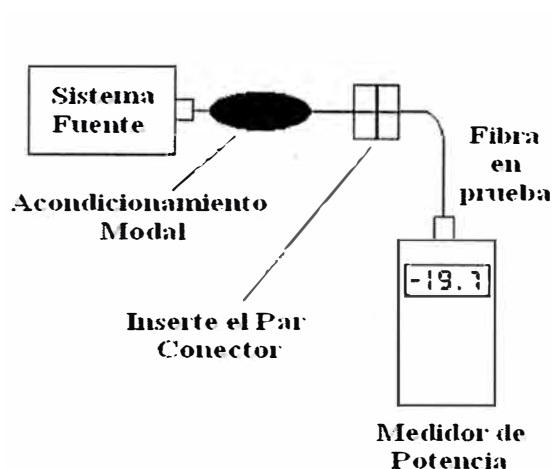 Sistema
Fuente
Fibra
en
prueba
Acondicionamiento
Modal
-19.7
Inserte el Par
Conector
Medidor de
Potencia